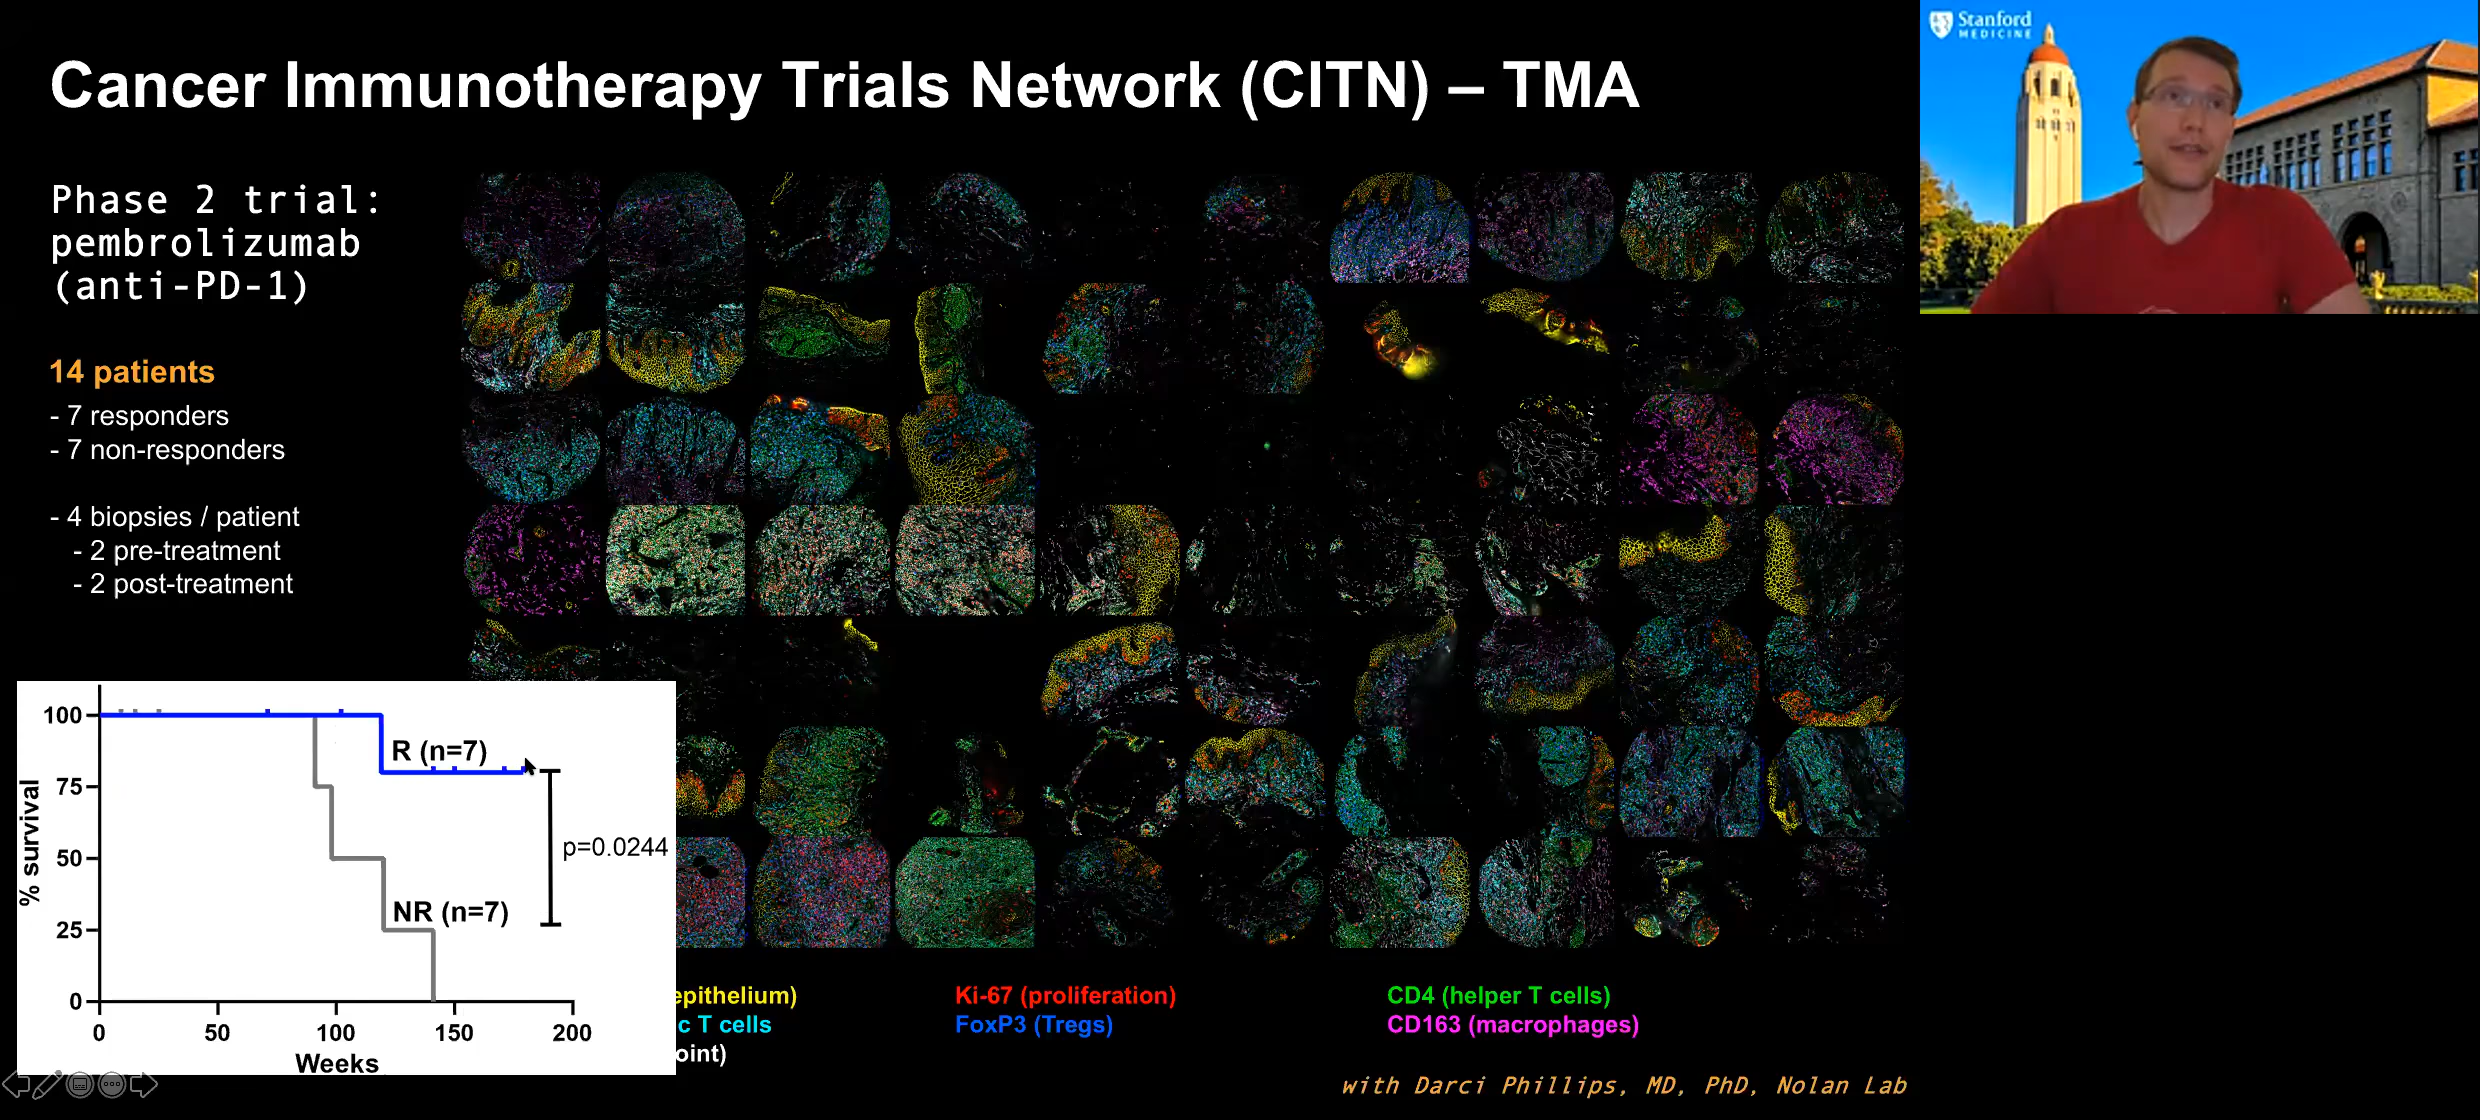 Cancer Immunotherapy Trials Network (CITN) – TMA
Stanford
MEDICINE
Phase 2 trial:
pembrolizumab
(anti-PD-1)
14 patients
- 7 responders
- 7 non-responders
- 4 biopsies / patient
- 2 pre-treatment
- 2 post-treatment
% survival
100
75
50
25
0
R (n=7)
NR (n=7)
p=0.0244
0 50 100 150 200
Weeks
epithelium) Ki-67 (proliferation) CD4 (helper T cells)
c T cells FoxP3 (Tregs) CD163 (macrophages)
oint)
with Darci Phillips, MD, PhD, Nolan Lab